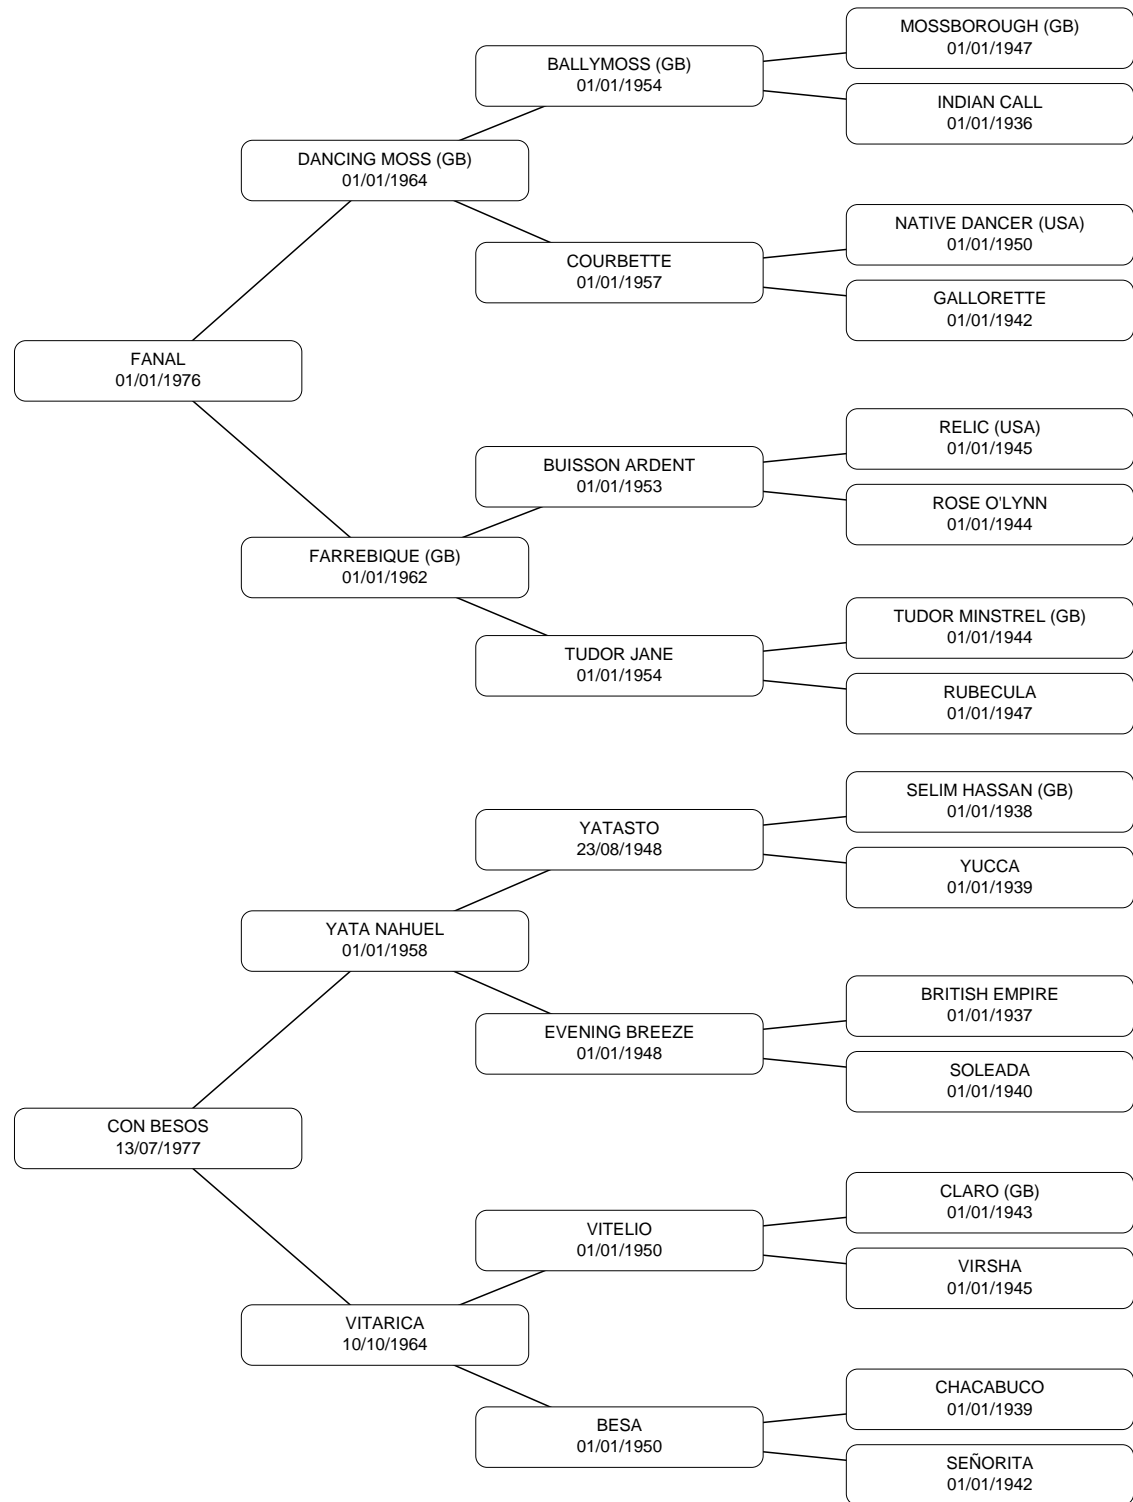 MOSSBOROUGH (GB)
01/01/1947
BALLYMOSS (GB)
01/01/1954
INDIAN CALL
01/01/1936
DANCING MOSS (GB)
01/01/1964
NATIVE DANCER (USA)
01/01/1950
COURBETTE
01/01/1957
GALLORETTE
01/01/1942
FANAL
01/01/1976
RELIC (USA)
01/01/1945
BUISSON ARDENT
01/01/1953
ROSE O'LYNN
01/01/1944
FARREBIQUE (GB)
01/01/1962
TUDOR MINSTREL (GB)
01/01/1944
TUDOR JANE
01/01/1954
RUBECULA
01/01/1947
SELIM HASSAN (GB)
01/01/1938
YATASTO
23/08/1948
YUCCA
01/01/1939
YATA NAHUEL
01/01/1958
BRITISH EMPIRE
01/01/1937
EVENING BREEZE
01/01/1948
SOLEADA
01/01/1940
CON BESOS
13/07/1977
CLARO (GB)
01/01/1943
VITELIO
01/01/1950
VIRSHA
01/01/1945
VITARICA
10/10/1964
CHACABUCO
01/01/1939
BESA
01/01/1950
SEÑORITA
01/01/1942